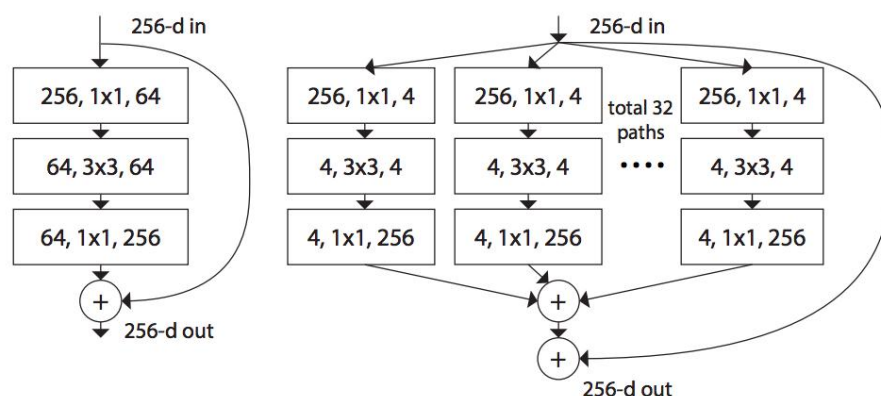 256-d in
256, 1x1, 64
64, 3x3, 64
64, 1x1, 256
+
256-d out
256-d in
256, 1x1, 4
256, 1x1, 4
total 32
paths
....
256, 1x1, 4
4, 3x3, 4
4, 3x3, 4
4, 3x3, 4
4, 1x1, 256
4, 1x1, 256
4, 1x1, 256
+
+
256-d out